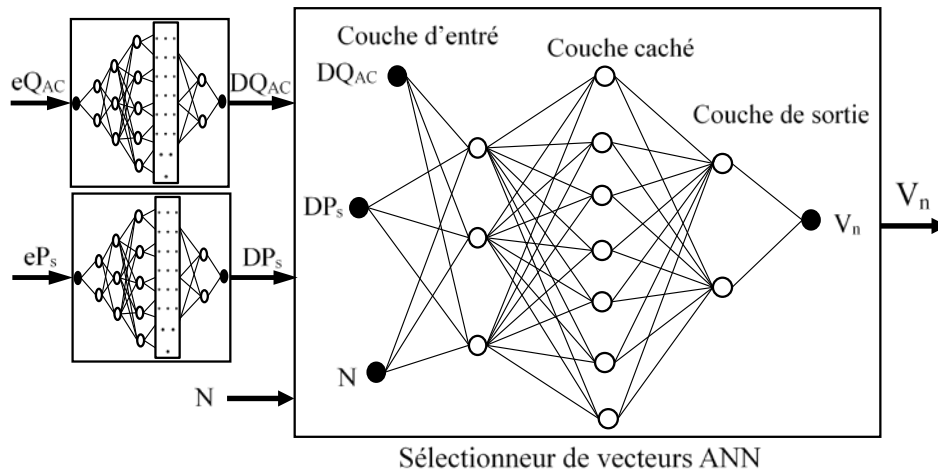 Couche d'entré
Couche caché
DQAC
eQAC
DQAC
Couche de sortie
DPs
Vn
Vn
ePs
DPs
N
N
Sélectionneur de vecteurs ANN